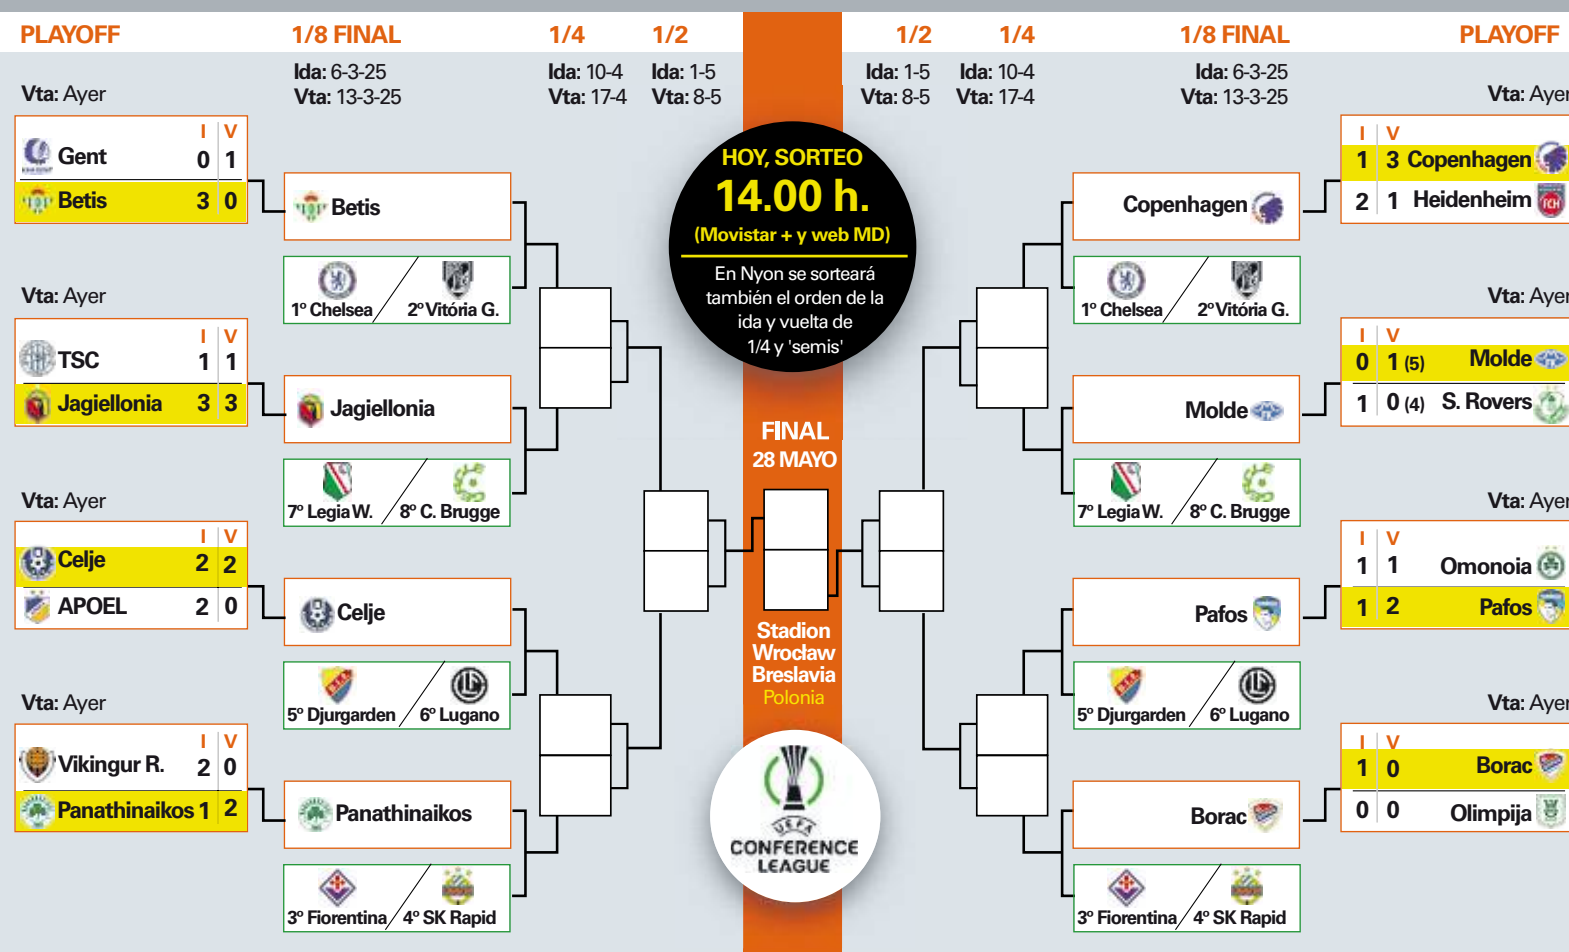 PLAYOFF 1/8 FINAL 1/4 1/2 1/2 1/4 1/8 FINAL PLAYOFF
Ida: 6-3-25 Ida: 10-4 Ida: 1-5 Ida: 1-5 Ida: 10-4 Ida: 6-3-25
Vta: 13-3-25 Vta: 17-4 Vta: 8-5 Vta: 8-5 Vta: 17-4 Vta: 13-3-25
Vta: Ayer
I V
Gent 0 1
Betis 3 0
Vta: Ayer
I V
TSC 1 1
Jagiellonia 3 3
Vta: Ayer
I V
Celje 2 2
APOEL 2 0
Vta: Ayer
I V
Vikingur R. 2 0
Panathinaikos 1 2
Betis
1º Chelsea 2º Vitória G.
Jagiellonia
7º Legia W. 8º C. Brugge
Celje
5º Djurgarden 6º Lugano
Panathinaikos
3º Fiorentina 4º SK Rapid
HOY, SORTEO
14.00 h.
(Movistar + y web MD)
En Nyon se sorteará
también el orden de la
ida y vuelta de
1/4 y 'semis'
FINAL
28 MAYO
Stadion
Wrocław
Breslavia
Polonia
UEFA
CONFERENCE
LEAGUE
Copenhagen
1º Chelsea 2º Vitória G.
Molde
7º Legia W. 8º C. Brugge
Pafos
5º Djurgarden 6º Lugano
Borac
3º Fiorentina 4º SK Rapid
Vta: Ayer
I V
1 3 Copenhagen
2 1 Heidenheim
Vta: Ayer
I V
0 1 (5) Molde
1 0 (4) S. Rovers
Vta: Ayer
I V
1 1 Omonoia
1 2 Pafos
Vta: Ayer
I V
1 0 Borac
0 0 Olimpija